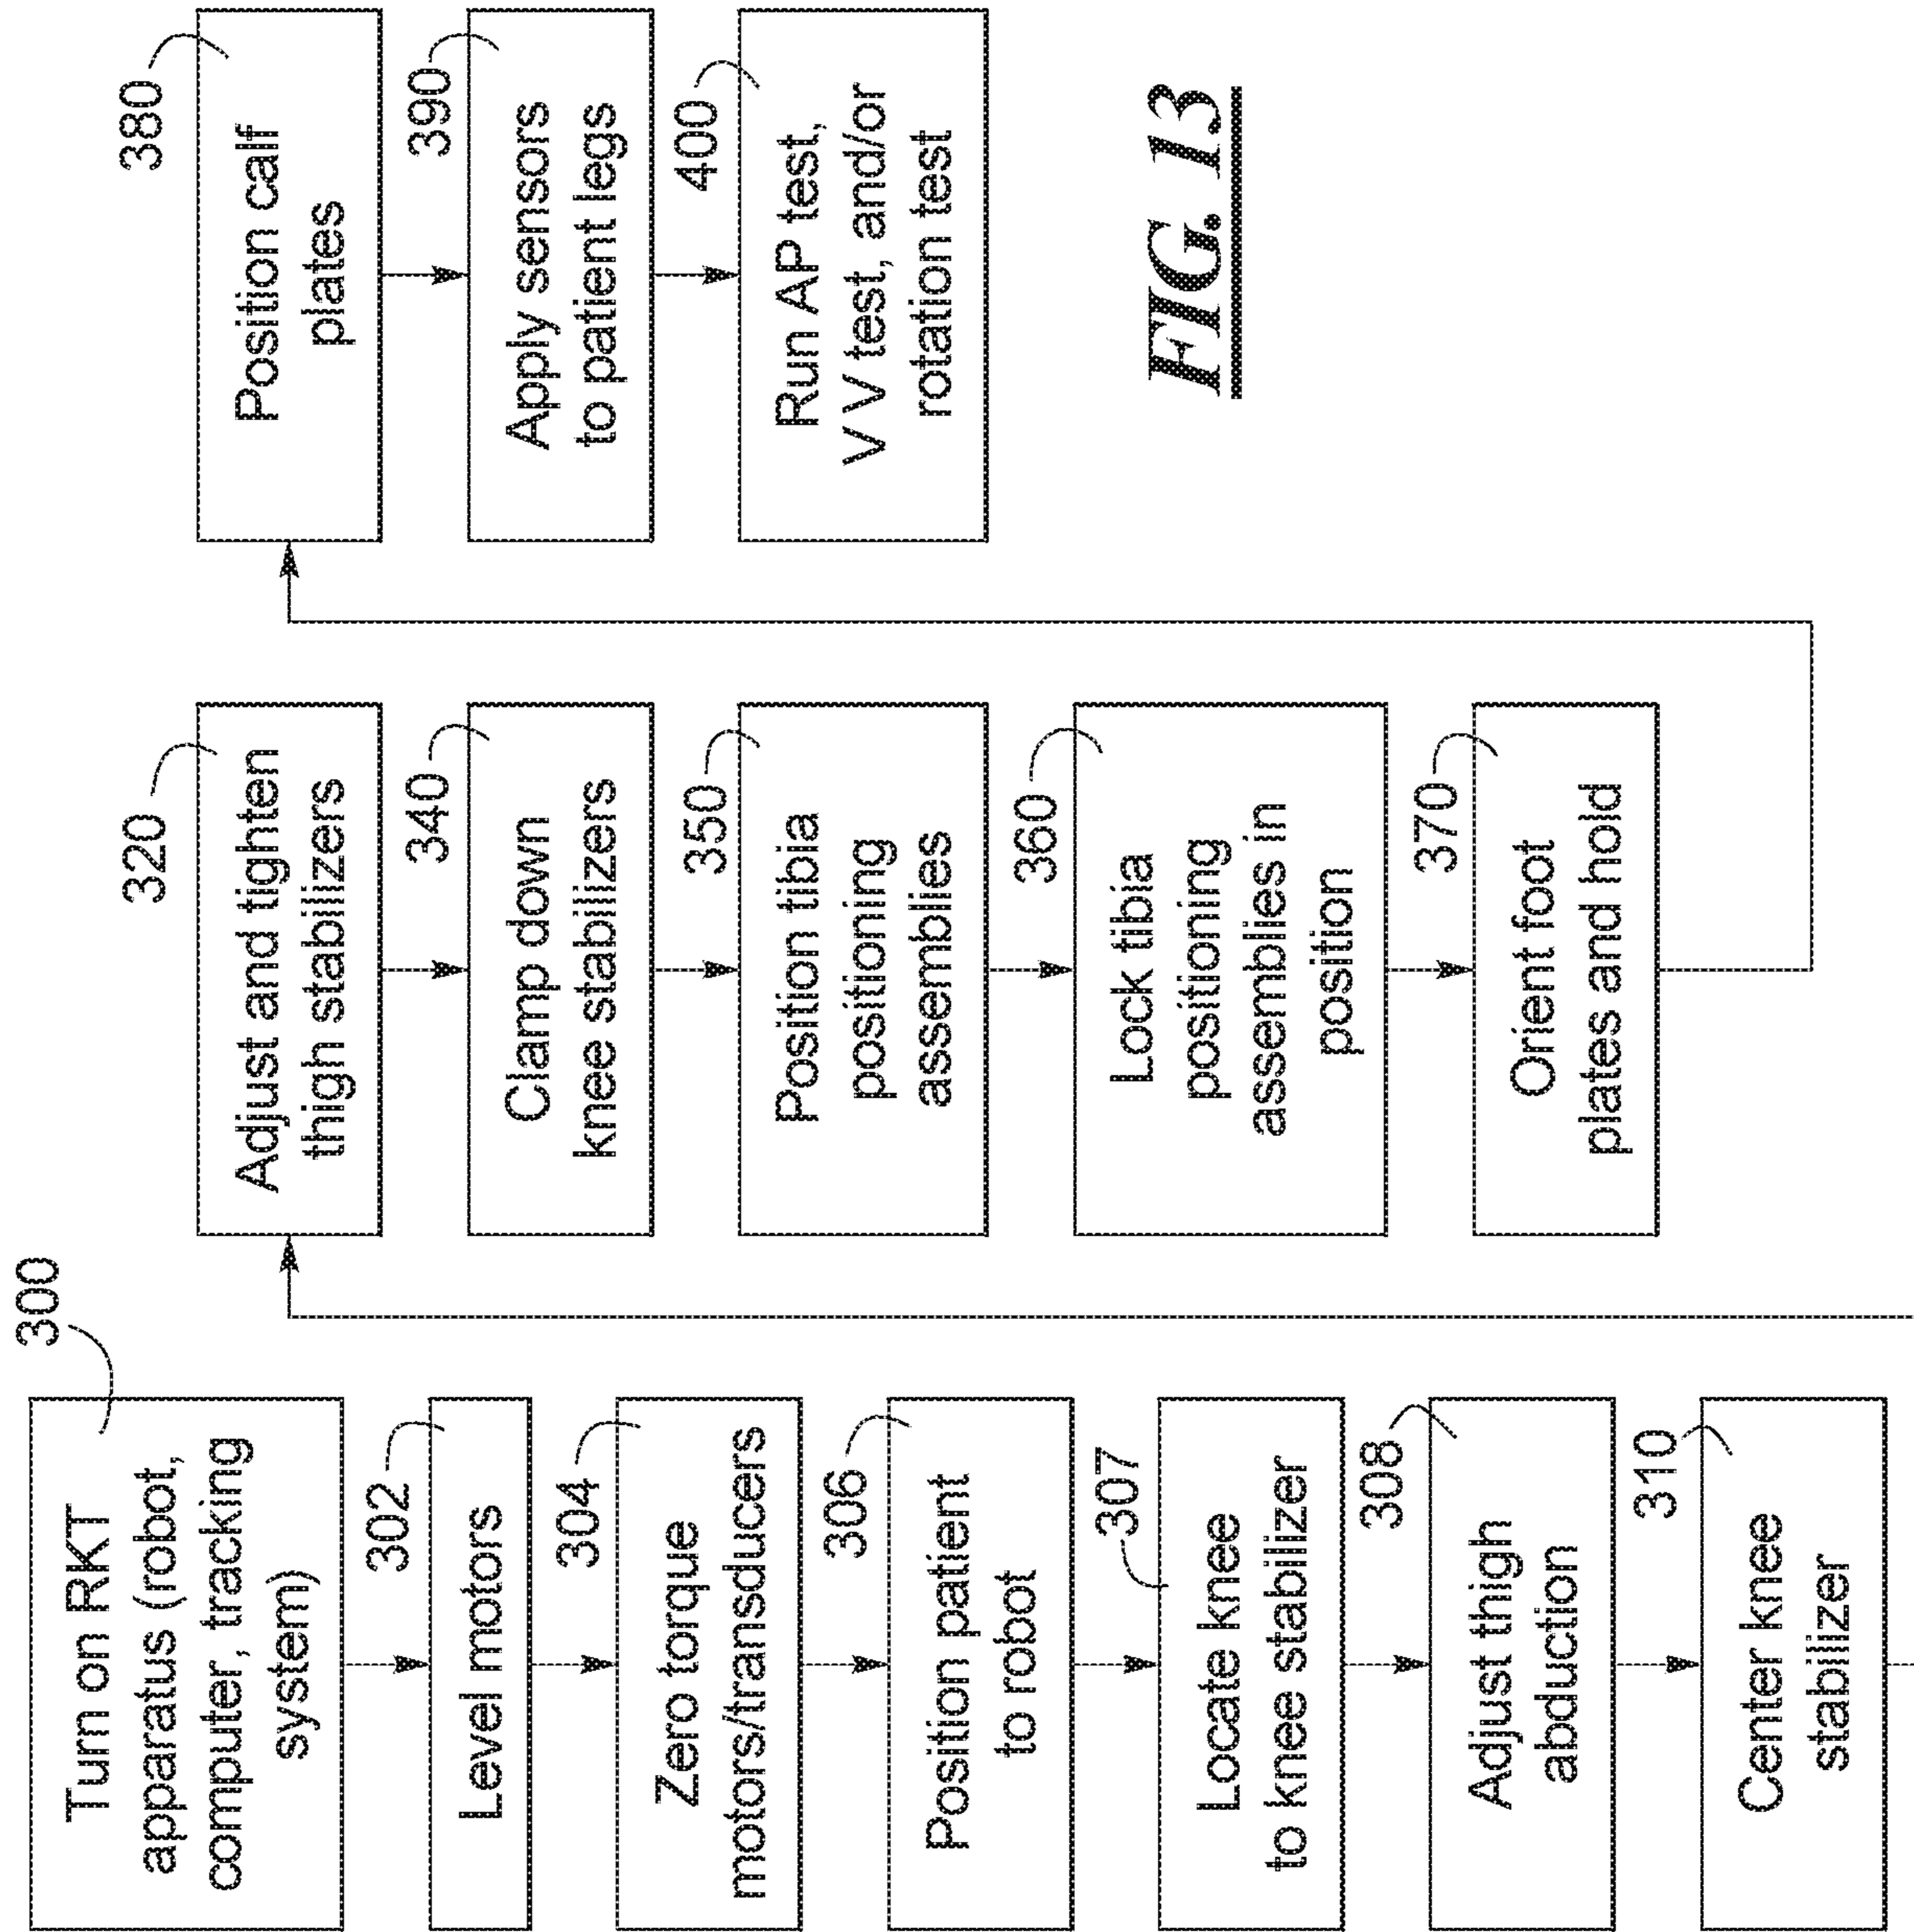 300
Turn on RKT
apparatus (robot,
computer, tracking
system)
302
Level motors
304
Zero torque
motors/transducers
306
Position patient
to robot
307
Locate knee
to knee stabilizer
308
Adjust thigh
abduction
310
Center knee
stabilizer
320
Adjust and tighten
thigh stabilizers
340
Clamp down
knee stabilizers
350
Position tibia
positioning
assemblies
360
Lock tibia
positioning
assemblies in
position
370
Orient foot
plates and hold
380
Position calf
plates
390
Apply sensors
to patient legs
400
Run AP test,
V V test, and/or
rotation test
FIG. 13